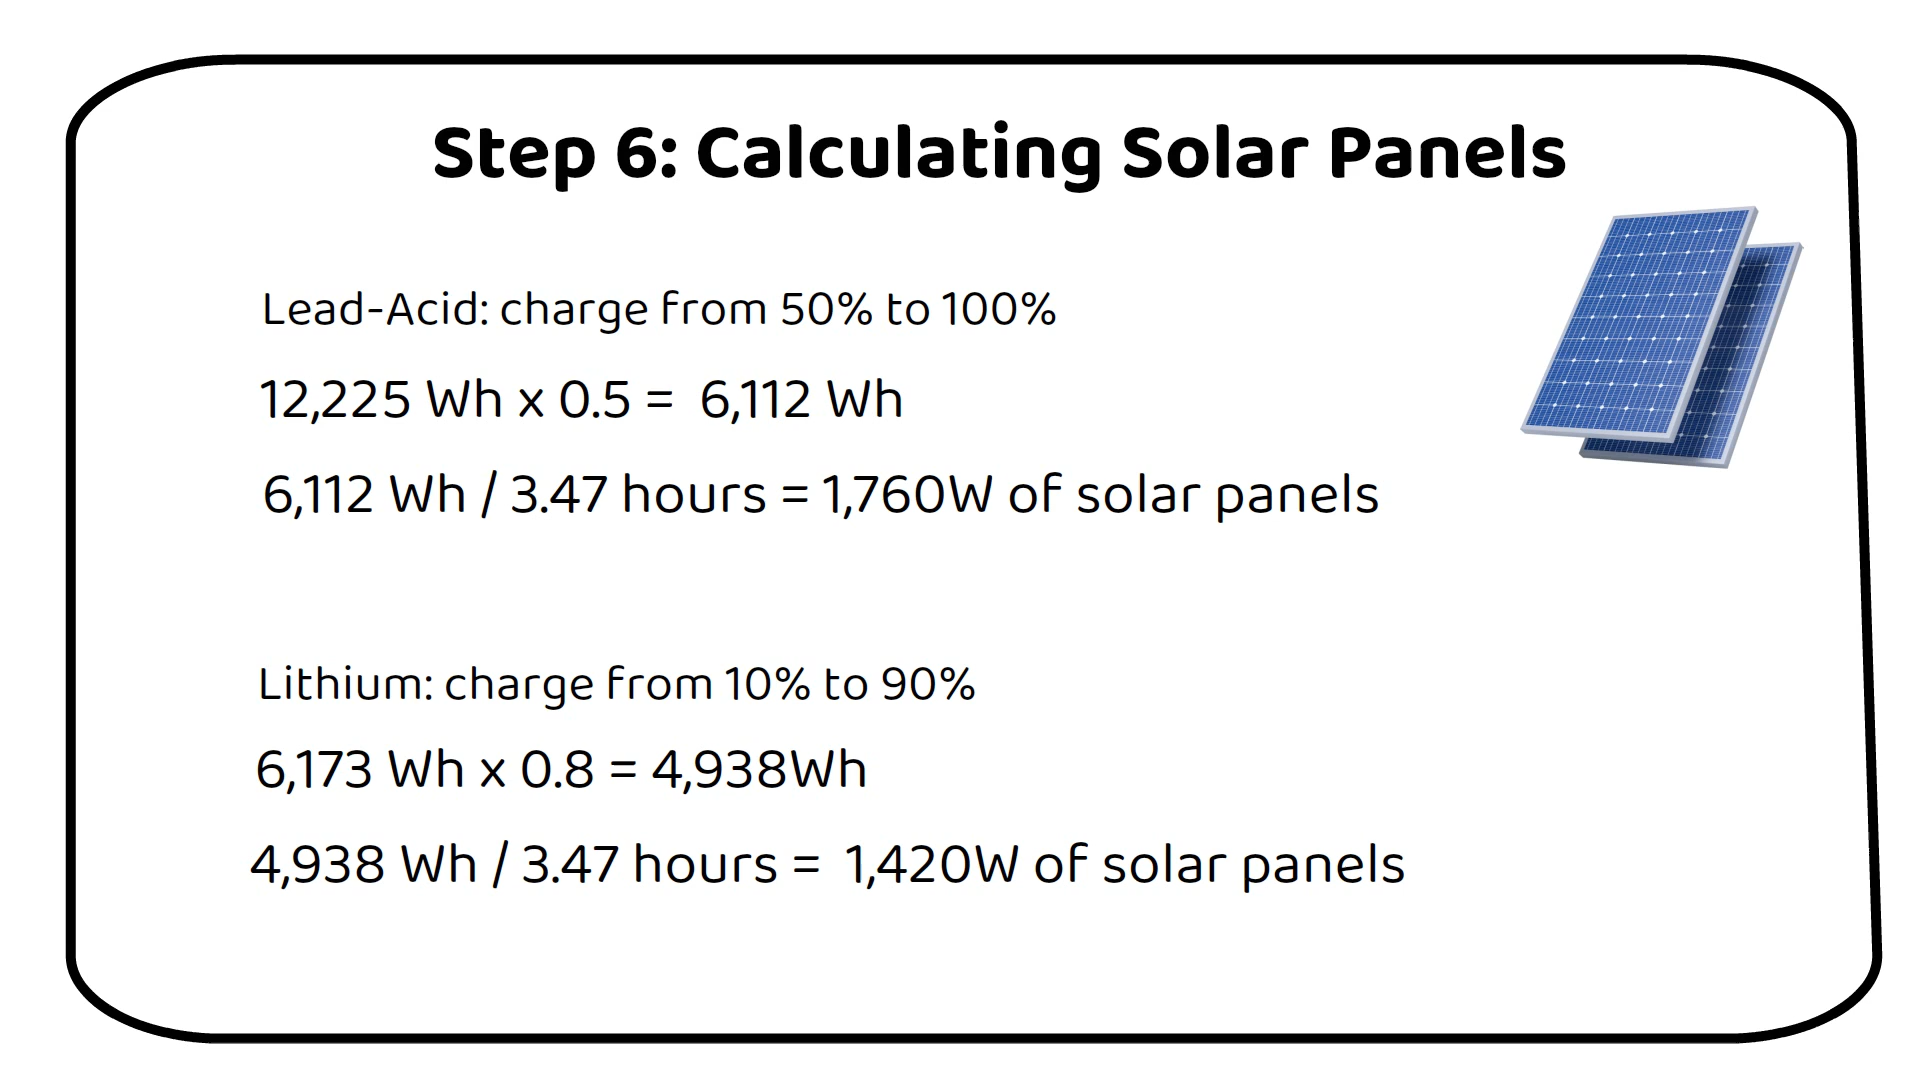 Step 6: Calculating Solar Panels
Lead-Acid: charge from 50% to 100%
12,225 Wh x 0.5 = 6,112 Wh
6,112 Wh / 3.47 hours = 1,760W of solar panels
Lithium: charge from 10% to 90%
6,173 Wh x 0.8 = 4,938Wh
4,938 Wh / 3.47 hours = 1,420W of solar panels